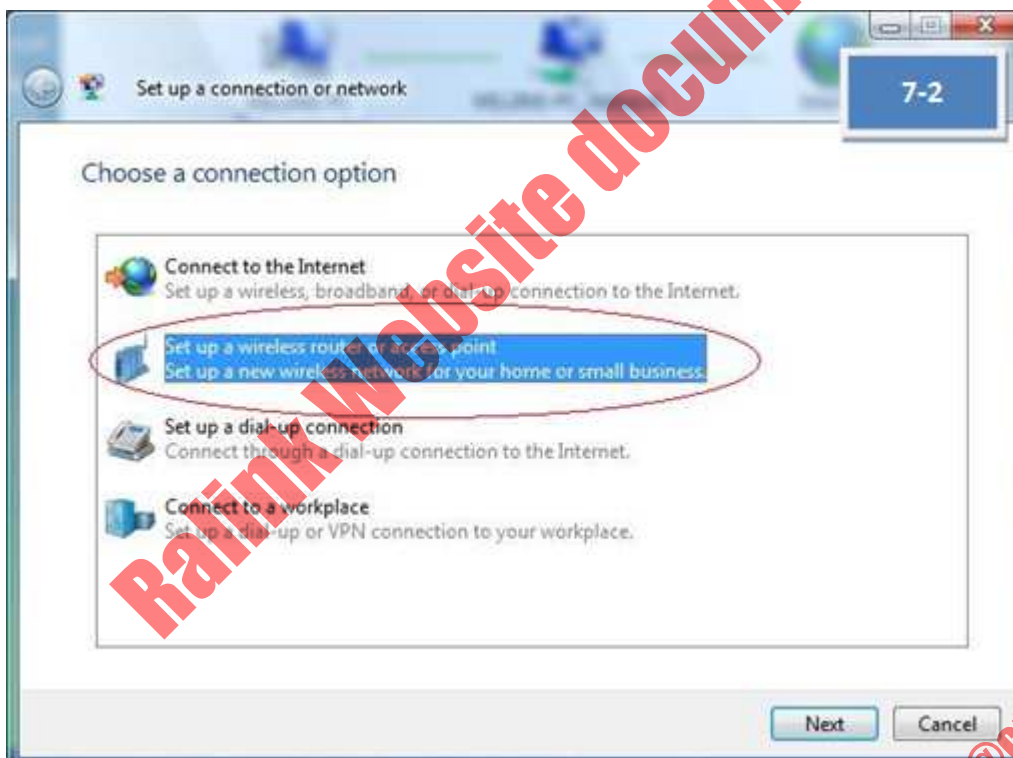 Set up a connection or network
7-2
Choose a connection option
Connect to the Internet
Set up a wireless, broadband, or dial-up connection to the Internet.
Set up a wireless router or access point
Set up a new wireless network for your home or small business.
Set up a dial-up connection
Connect through a dial-up connection to the Internet.
Connect to a workplace
Set up a dial-up or VPN connection to your workplace.
Next
Cancel
Ralink Website